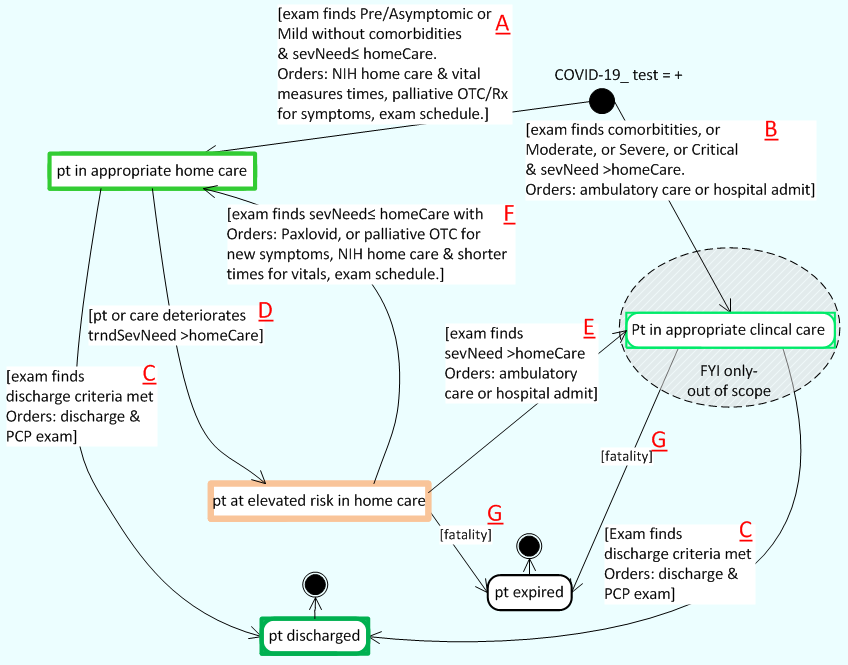 [exam finds Pre/Asymptomic or
Mild without comorbidities
& sevNeed≤ homeCare.
Orders: NIH home care & vital
measures times, palliative OTC/Rx
for symptoms, exam schedule.]
A
COVID-19_ test = +
[exam finds comorbitities, or
Moderate, or Severe, or Critical
& sevNeed >homeCare.
Orders: ambulatory care or hospital admit]
B
pt in appropriate home care
[exam finds sevNeed≤ homeCare with
Orders: Paxlovid, or palliative OTC for
new symptoms, NIH home care & shorter
times for vitals, exam schedule.]
F
[pt or care deteriorates
trndSevNeed >homeCare]
D
[exam finds
sevNeed >homeCare
Orders: ambulatory
care or hospital admit]
E
Pt in appropriate clincal care
FYI only-
out of scope
[exam finds
discharge criteria met
Orders: discharge &
PCP exam]
C
[fatality]
G
pt at elevated risk in home care
[fatality]
G
[Exam finds
discharge criteria met
Orders: discharge &
PCP exam]
C
pt expired
pt discharged